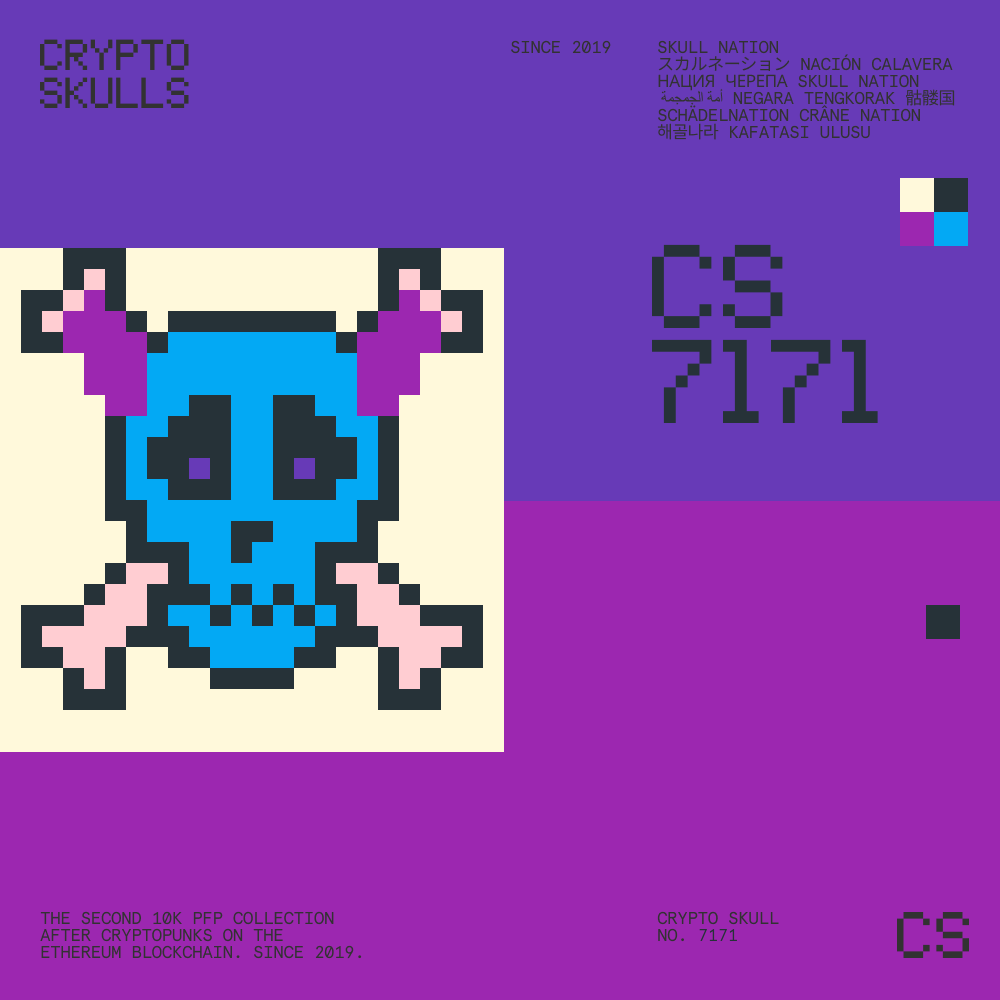 CRYPTO
SKULLS
SINCE 2019
SKULL NATION
スカルネーション NACIÓN CALAVERA
НАЦИЯ ЧЕРЕПА SKULL NATION
أمة الجمجمة NEGARA TENGKORAK 骷髅国
SCHÄDELNATION CRÂNE NATION
해골나라 KAFATASI ULUSU
CS
7171
THE SECOND 10K PFP COLLECTION
AFTER CRYPTOPUNKS ON THE
ETHEREUM BLOCKCHAIN. SINCE 2019.
CRYPTO SKULL
NO. 7171
CS